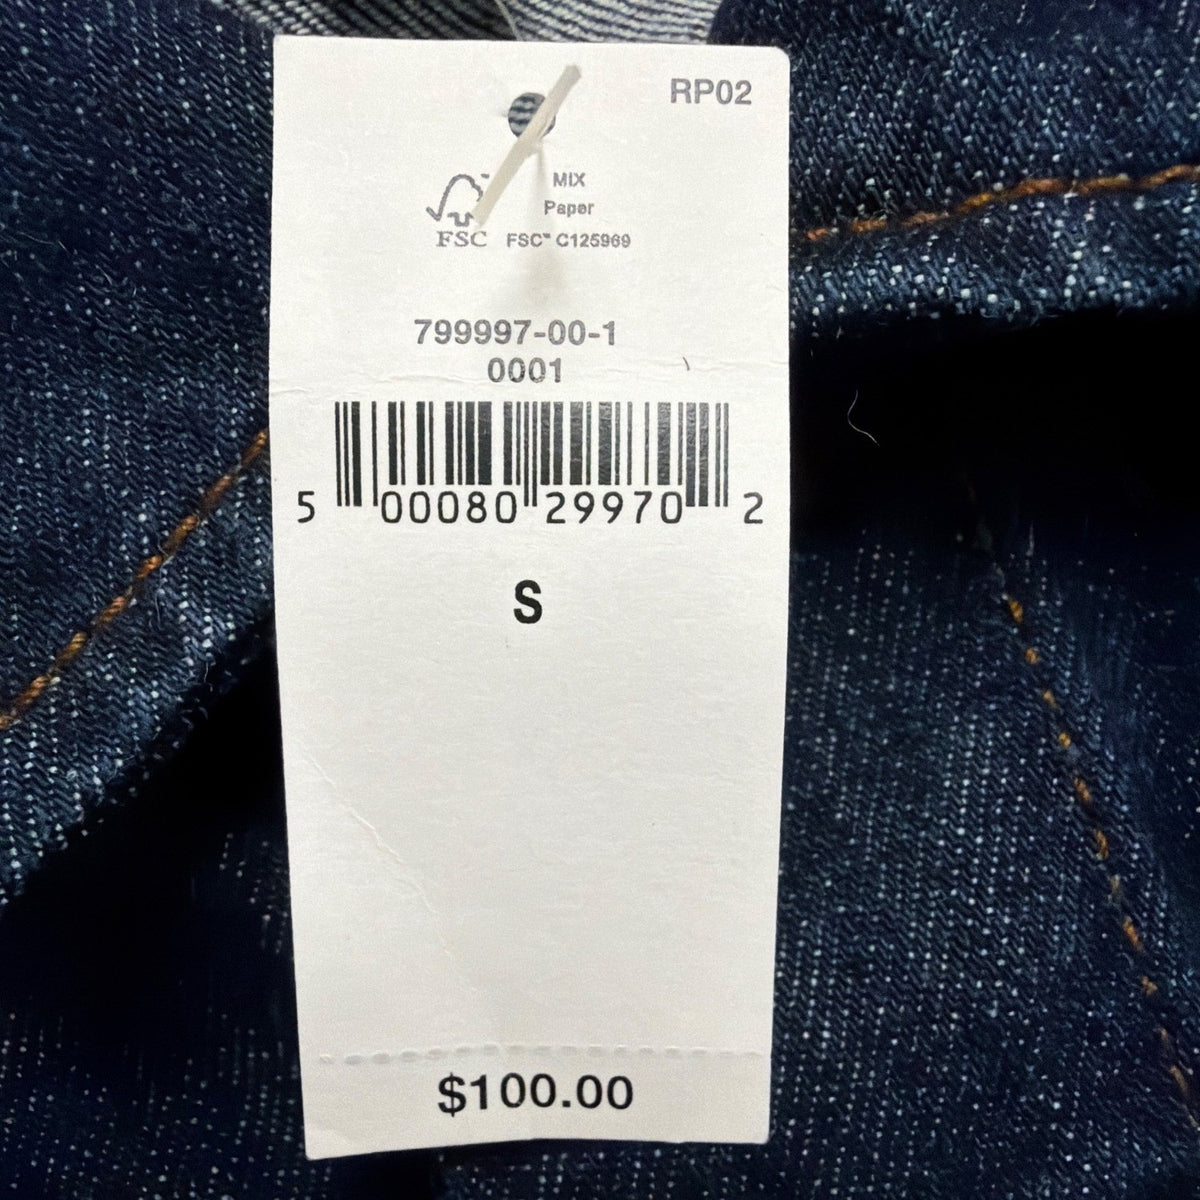 RP02
MIX
Paper
FSC FSC™ C125969
799997-00-1
0001
5 00080 29970 2
S
$100.00